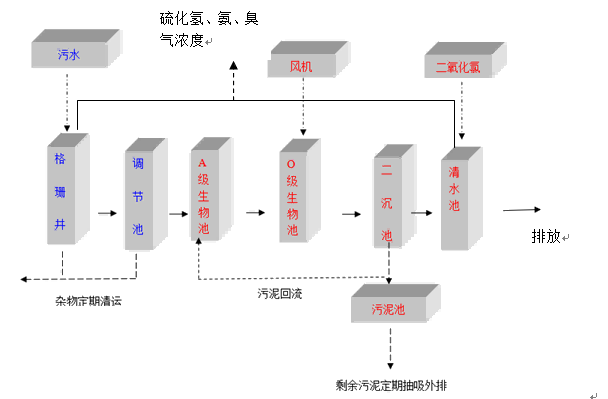 硫化氢、氨、臭
气浓度
污水
风机
二氧化氯
格珊井
调节池
A级生物池
O级生物池
二沉池
清水池
排放
杂物定期清运
污泥回流
污泥池
剩余污泥定期抽吸外排